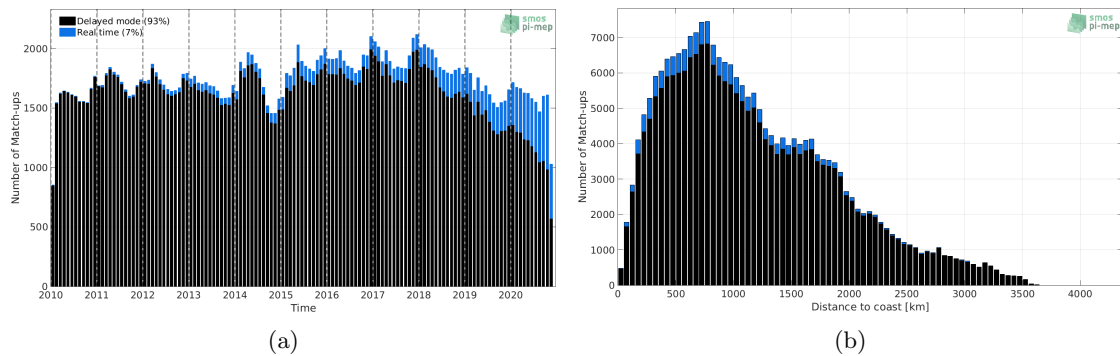 Delayed mode (93%)
Real time (7%)
smos
pi-mep
Number of Match-ups
2000
1500
1000
500
0
2010 2011 2012 2013 2014 2015 2016 2017 2018 2019 2020
Time
(a)
smos
pi-mep
Number of Match-ups
7000
6000
5000
4000
3000
2000
1000
0
0 500 1000 1500 2000 2500 3000 3500 4000
Distance to coast [km]
(b)